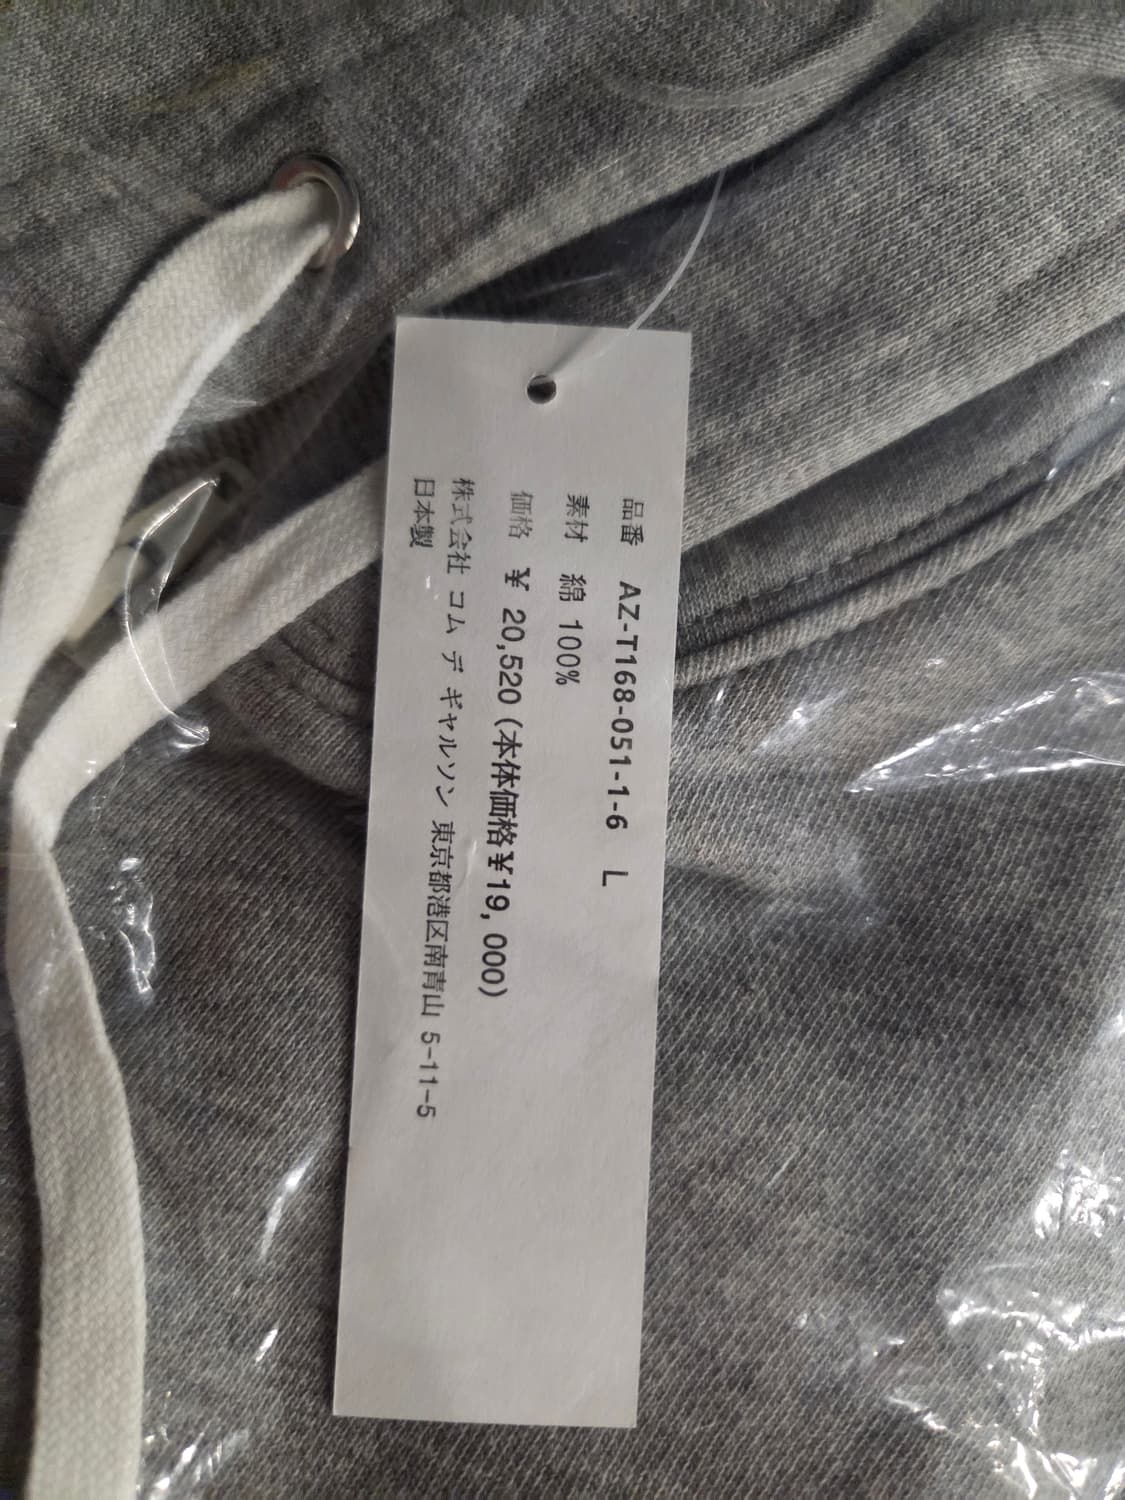 品番 AZ-T168-051-1-6 L
素材 綿 100%
価格 ¥ 20,520 (本体価格¥19,000)
株式会社 コム デ ギャルソン 東京都港区南青山 5-11-5
日本製